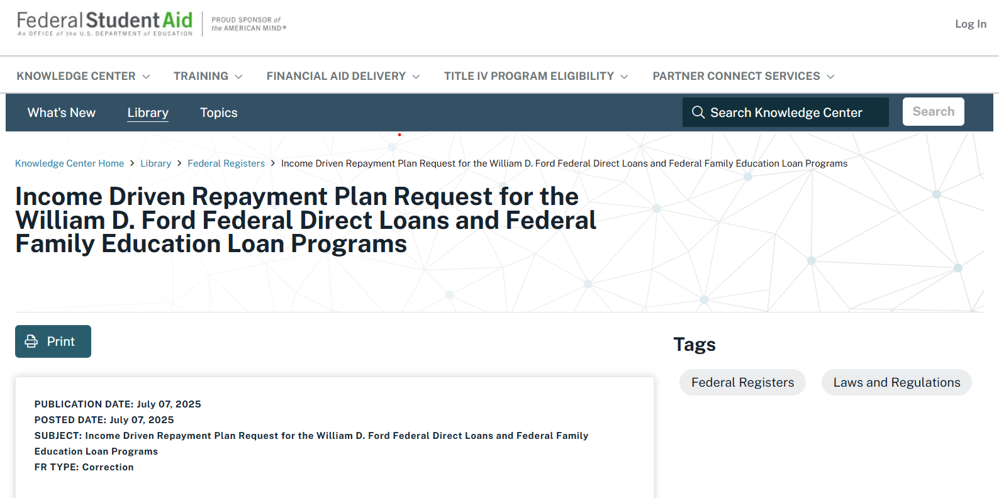 Federal Student Aid
An OFFICE of the U.S. DEPARTMENT of EDUCATION
PROUD SPONSOR of
the AMERICAN MIND®
Log In
KNOWLEDGE CENTER
TRAINING
FINANCIAL AID DELIVERY
TITLE IV PROGRAM ELIGIBILITY
PARTNER CONNECT SERVICES
What's New
Library
Topics
Search Knowledge Center
Search
Knowledge Center Home > Library > Federal Registers > Income Driven Repayment Plan Request for the William D. Ford Federal Direct Loans and Federal Family Education Loan Programs
Income Driven Repayment Plan Request for the
William D. Ford Federal Direct Loans and Federal
Family Education Loan Programs
Print
Tags
Federal Registers
Laws and Regulations
PUBLICATION DATE: July 07, 2025
POSTED DATE: July 07, 2025
SUBJECT: Income Driven Repayment Plan Request for the William D. Ford Federal Direct Loans and Federal Family
Education Loan Programs
FR TYPE: Correction